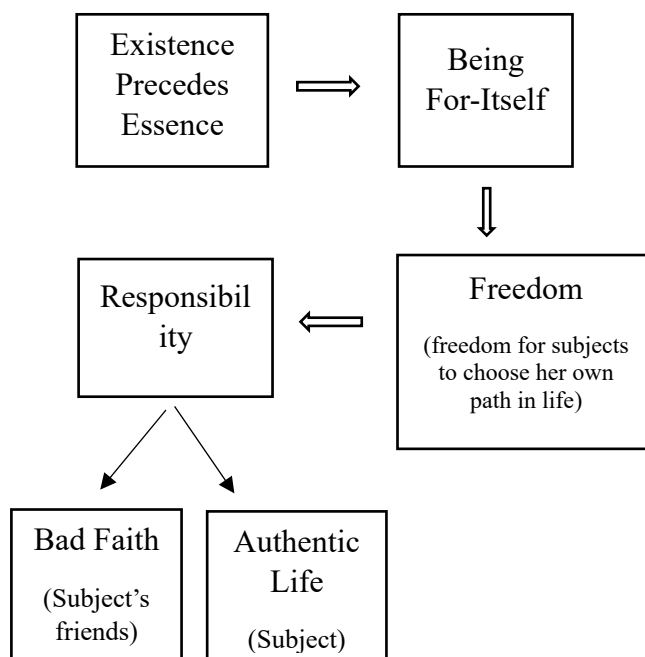 Existence
Precedes
Essence
Being
For-Itself
Freedom
(freedom for subjects
to choose her own
path in life)
Responsibil
ity
Bad Faith
(Subject’s
friends)
Authentic
Life
(Subject)